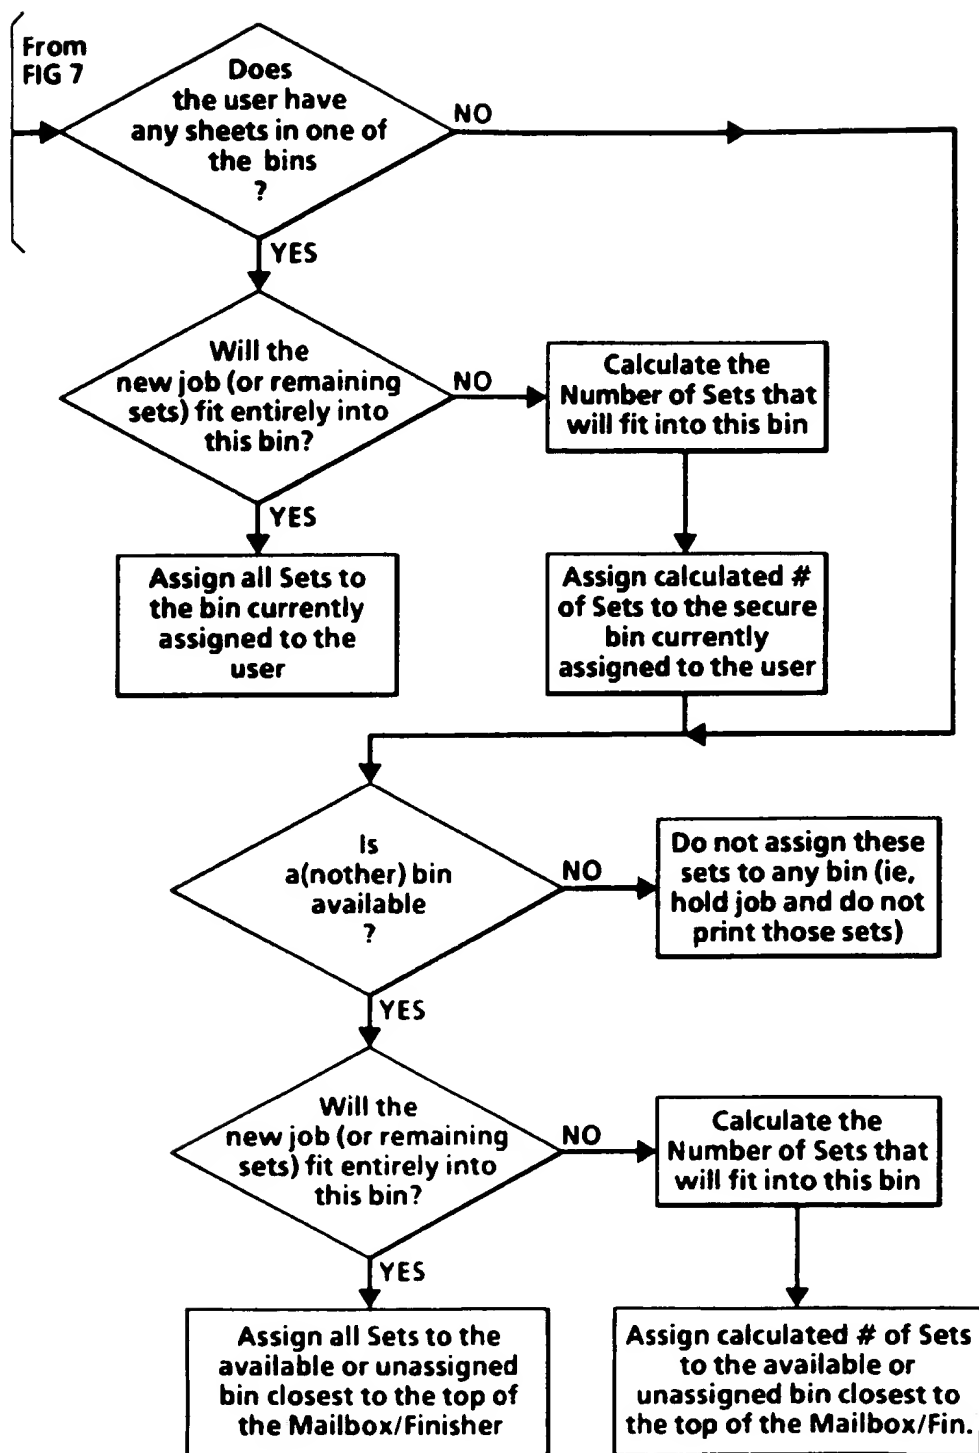 From
FIG 7
Does
the user have
any sheets in one of
the bins
?
NO
YES
Will the
new job (or remaining
sets) fit entirely into
this bin?
NO
Calculate the
Number of Sets that
will fit into this bin
YES
Assign all Sets to
the bin currently
assigned to the
user
Assign calculated #
of Sets to the secure
bin currently
assigned to the user
Is
a(nother) bin
available
?
NO
Do not assign these
sets to any bin (ie,
hold job and do not
print those sets)
YES
Will the
new job (or remaining
sets) fit entirely into
this bin?
NO
Calculate the
Number of Sets that
will fit into this bin
YES
Assign all Sets to the
available or unassigned
bin closest to the top of
the Mailbox/Finisher
Assign calculated # of Sets
to the available or
unassigned bin closest to
the top of the Mailbox/Fin.